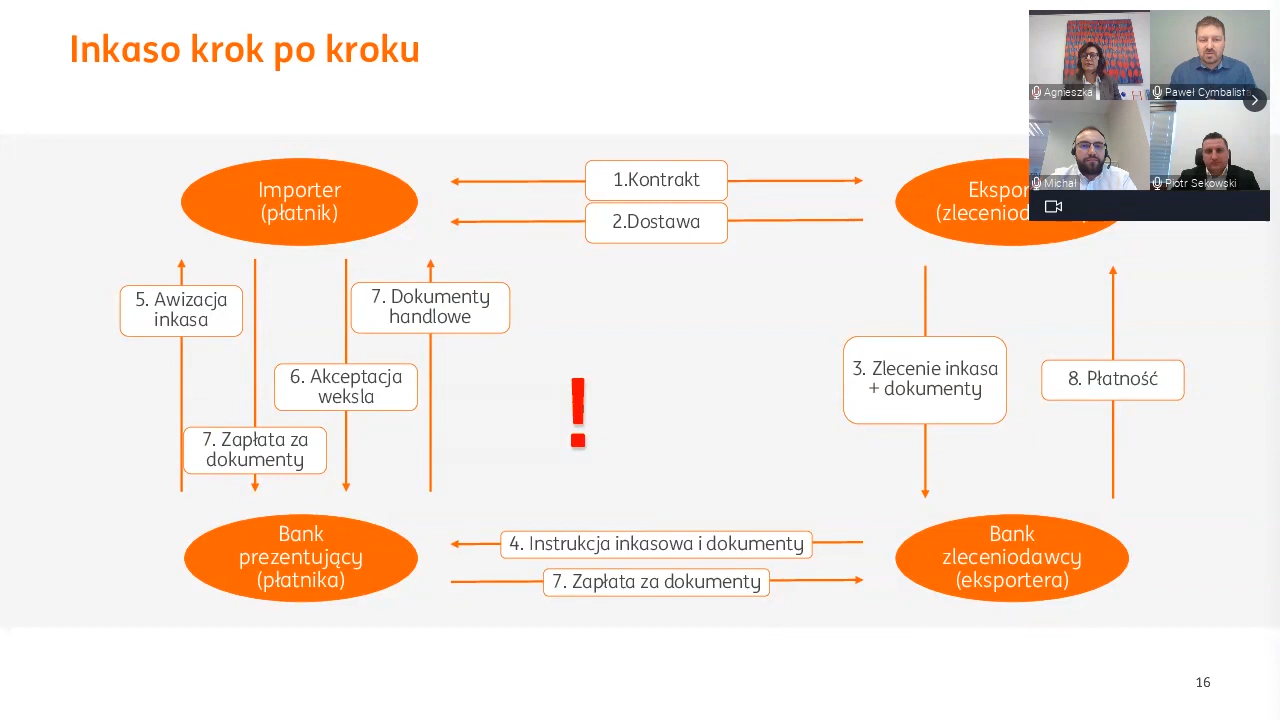 Inkaso krok po kroku
Agnieszka
Paweł Cymbalist
Michał
Piotr Sekowski
Importer
(płatnik)
1.Kontrakt
2.Dostawa
5. Awizacja
inkasa
7. Dokumenty
handlowe
6. Akceptacja
weksla
7. Zapłata za
dokumenty
!
3. Zlecenie inkasa
+ dokumenty
8. Płatność
Bank
prezentujący
(płatnika)
4. Instrukcja inkasowa i dokumenty
7. Zapłata za dokumenty
Bank
zleceniodawcy
(eksportera)
16